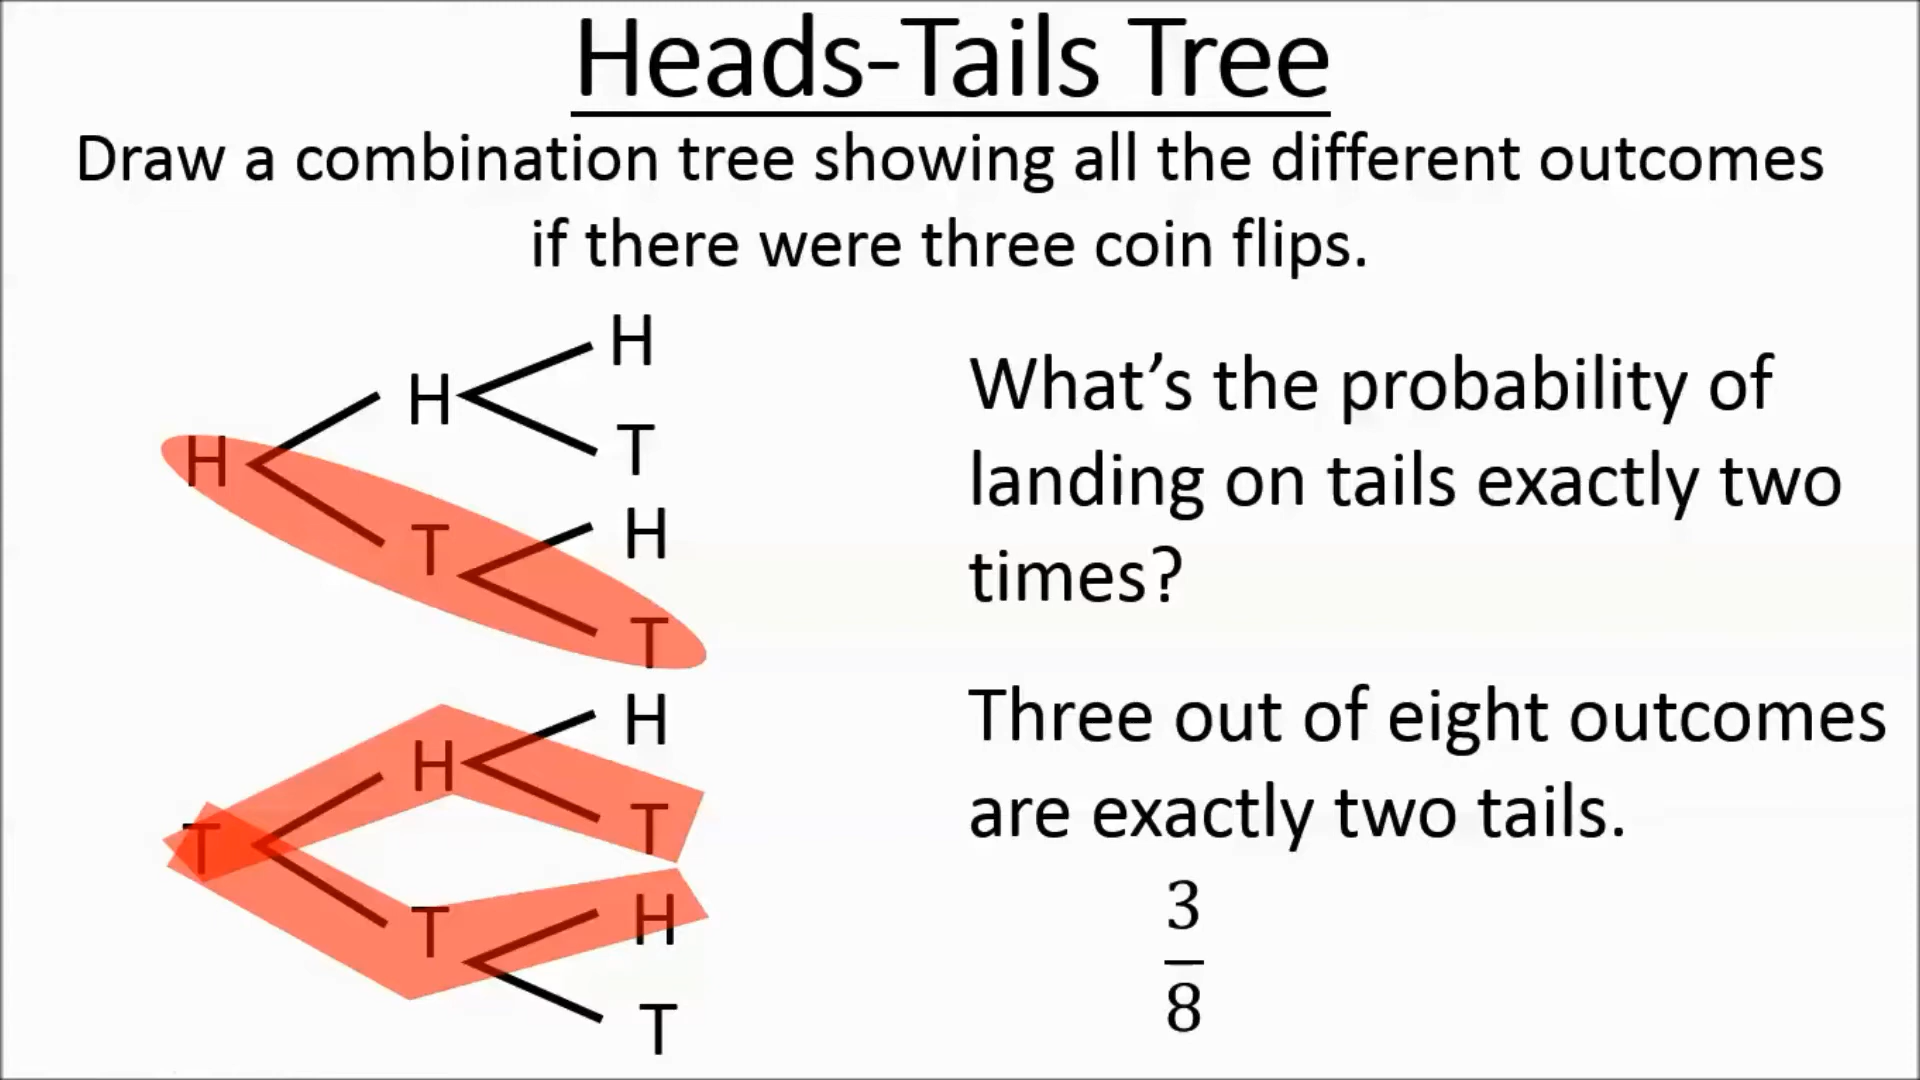 Heads-Tails Tree
Draw a combination tree showing all the different outcomes
if there were three coin flips.
H
H
T
H
T
H
T
H
H
T
T
T
H
T
What's the probability of
landing on tails exactly two
times?
Three out of eight outcomes
are exactly two tails.
3
8